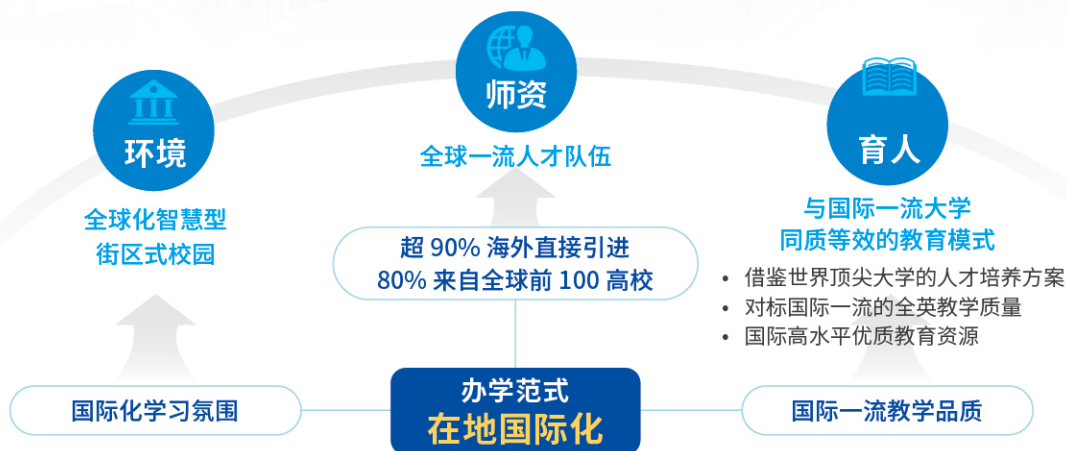 环境
全球化智慧型
街区式校园
国际化学习氛围
师资
全球一流人才队伍
超 90% 海外直接引进
80% 来自全球前 100 高校
办学范式
在地国际化
育人
与国际一流大学
同质等效的教育模式
• 借鉴世界顶尖大学的人才培养方案
• 对标国际一流的全英教学质量
• 国际高水平优质教育资源
国际一流教学品质